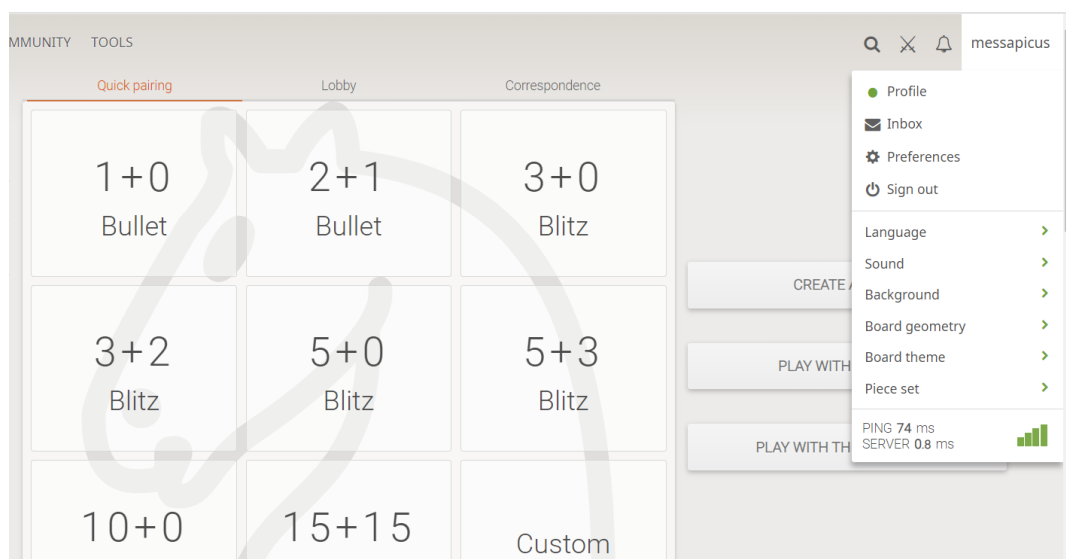 TOOLS
messapicus
Quick pairing
Lobby
Correspondence
Profile
Inbox
Preferences
Sign out
Language
Sound
Background
Board geometry
Board theme
Piece set
PING 74 ms
SERVER 0.8 ms
1+0
Bullet
2+1
Bullet
3+0
Blitz
3+2
Blitz
5+0
Blitz
5+3
Blitz
10+0
15+15
Custom
CREATE
PLAY WITH
PLAY WITH